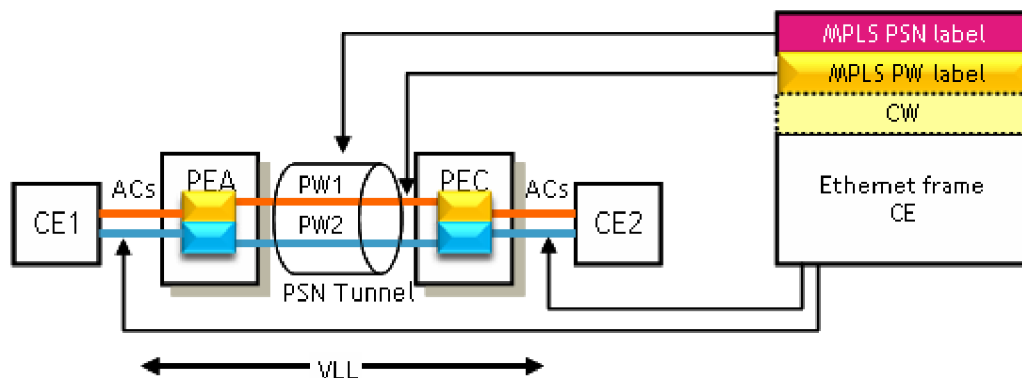 MPLS PSN label
MPLS PW label
CW
Ethernet frame
CE
ACs
PEA
PW1
PEC
ACs
CE1
PW2
CE2
PSN Tunnel
VLL